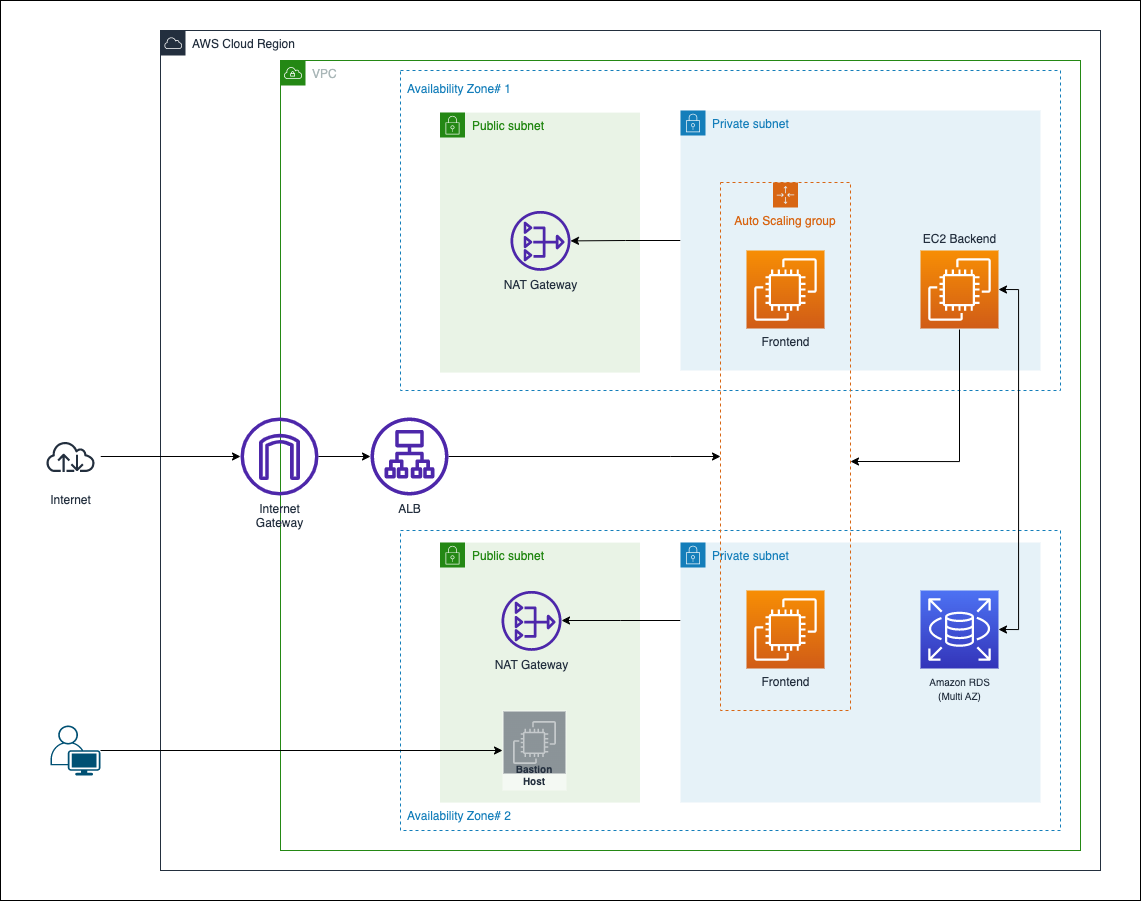 AWS Cloud Region
VPC
Availability Zone# 1
Public subnet
Private subnet
Auto Scaling group
EC2 Backend
NAT Gateway
Frontend
Internet
Internet
Gateway
ALB
Public subnet
Private subnet
NAT Gateway
Frontend
Amazon RDS
(Multi AZ)
Bastion
Host
Availability Zone# 2